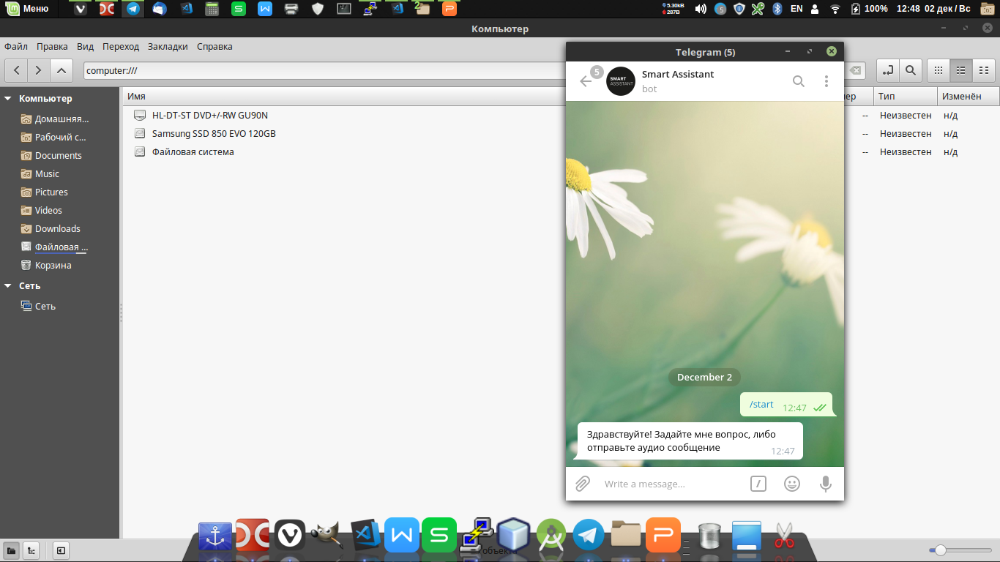 Меню
2
5.30kB
287B
5
EN
100%
12:48
02 дек / Вс
Компьютер
Файл Правка Вид Переход Закладки Справка
computer:///
Компьютер
Домашняя...
Рабочий с...
Documents
Music
Pictures
Videos
Downloads
Файловая ...
Корзина
Сеть
Сеть
Имя
Тип
Изменён
HL-DT-ST DVD+/-RW GU90N
-- Неизвестен н/д
Samsung SSD 850 EVO 120GB
-- Неизвестен н/д
Файловая система
-- Неизвестен н/д
Telegram (5)
5
SMART
ASSISTANT
Smart Assistant
bot
December 2
/start 12:47
Здравствуйте! Задайте мне вопрос, либо
отправьте аудио сообщение 12:47
Write a message...